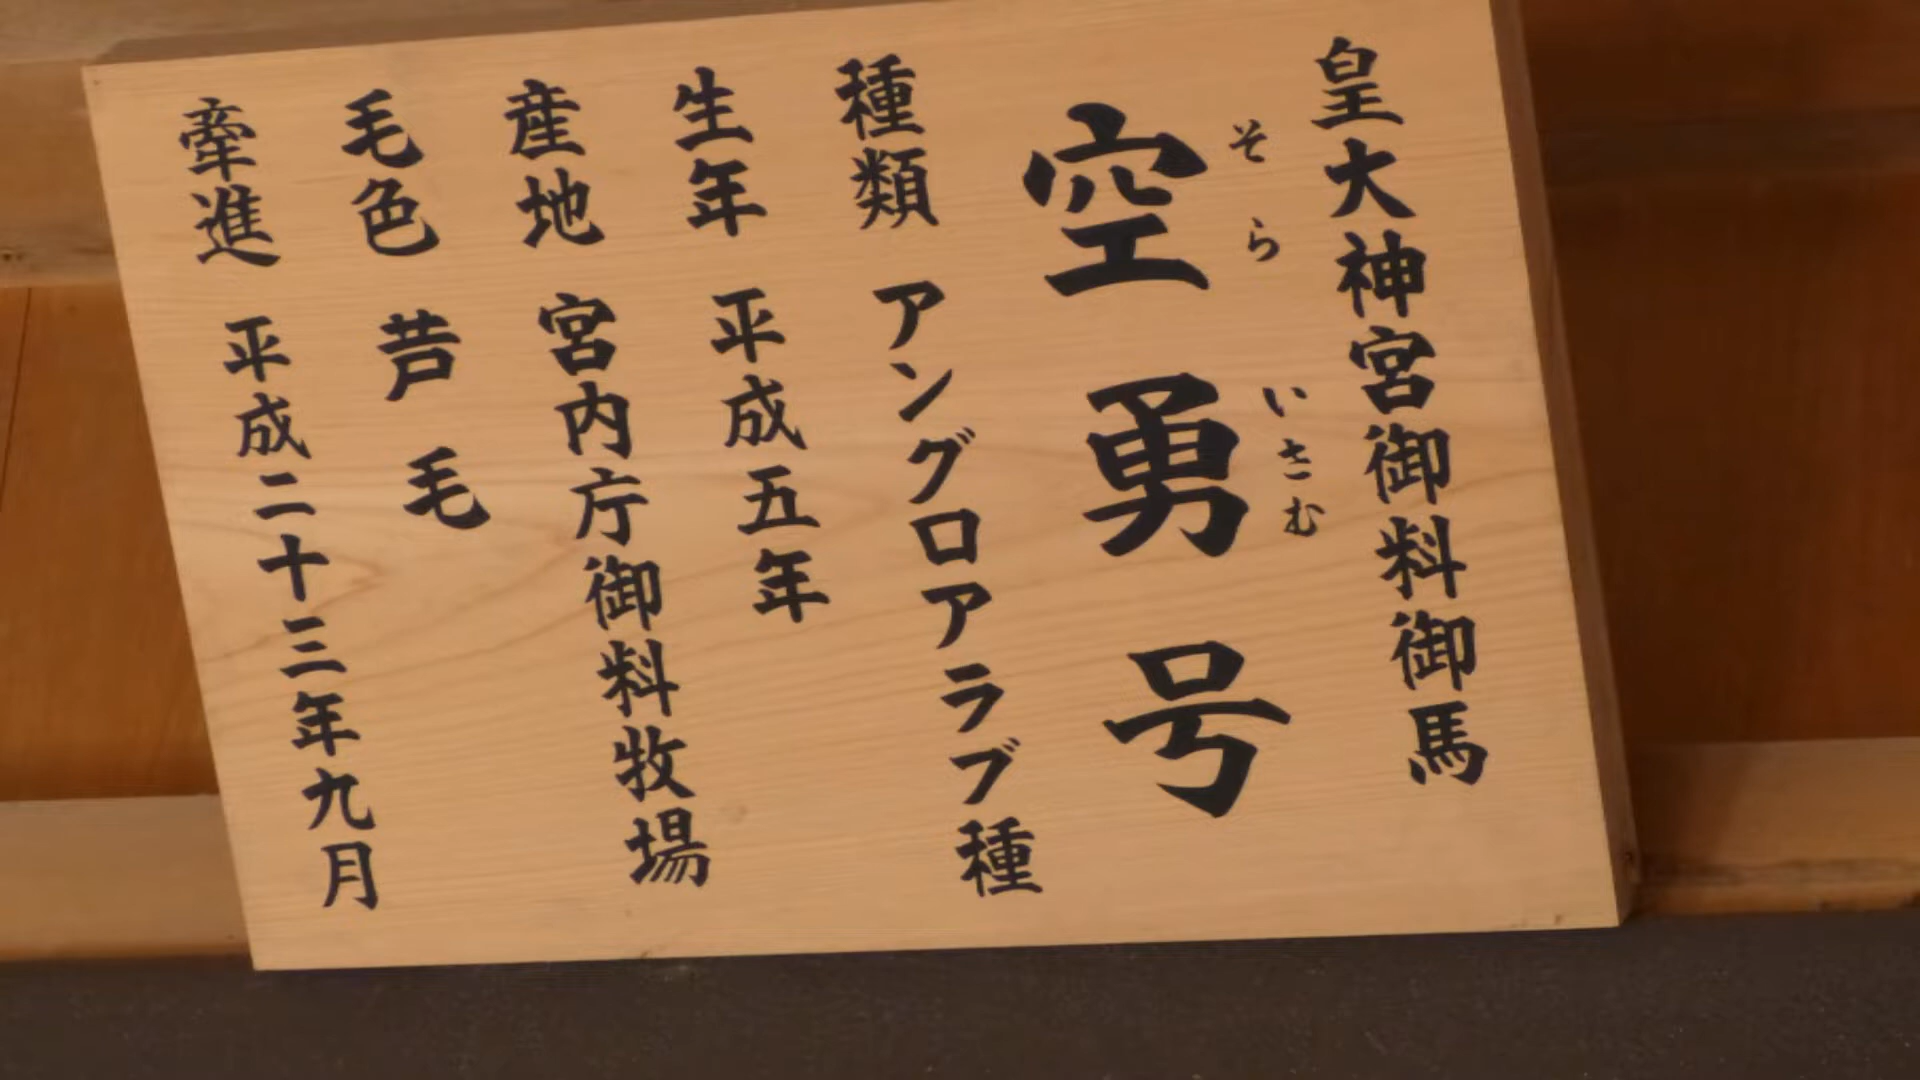 皇大神宮御料御馬
そら いさむ
空勇号
種類 アングロアラブ種
生年 平成五年
産地 宮内庁御料牧場
毛色 芦毛
牽進 平成二十三年九月